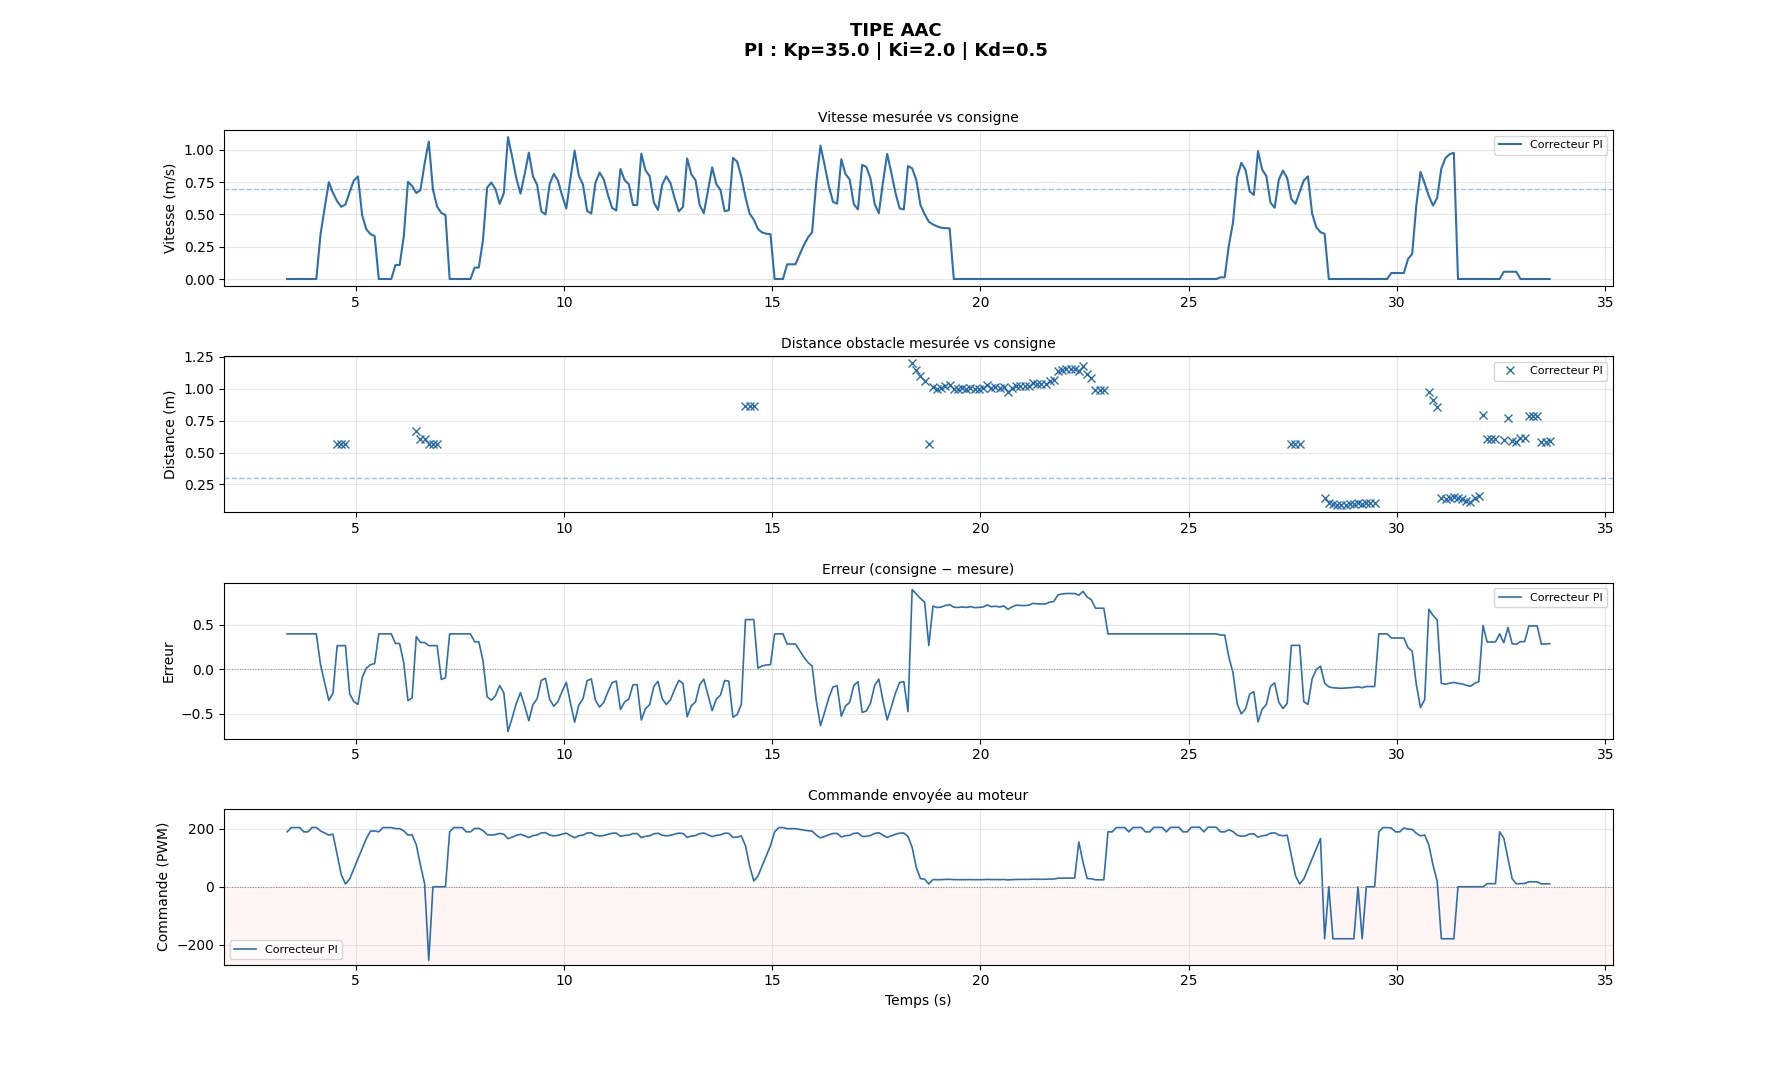 TIPE AAC
PI : Kp=35.0 | Ki=2.0 | Kd=0.5
Vitesse mesurée vs consigne
Vitesse (m/s)
1.00
0.75
0.50
0.25
0.00
Correcteur PI
5 10 15 20 25 30 35
Distance obstacle mesurée vs consigne
Distance (m)
1.25
1.00
0.75
0.50
0.25
Correcteur PI
5 10 15 20 25 30 35
Erreur (consigne − mesure)
Erreur
0.5
0.0
−0.5
Correcteur PI
5 10 15 20 25 30 35
Commande envoyée au moteur
Commande (PWM)
200
0
−200
Correcteur PI
5 10 15 20 25 30 35
Temps (s)